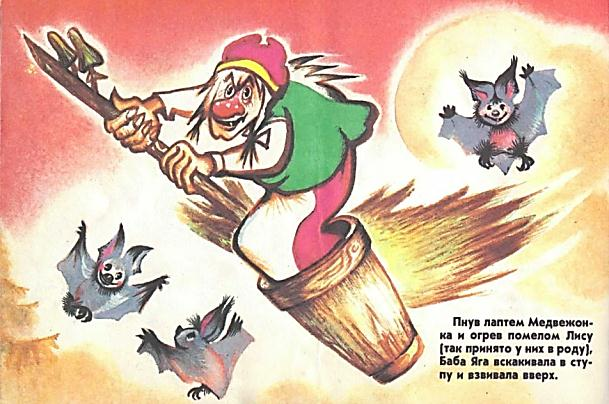 Пнув лаптем Медвежон-
ка и огрев помелом Лису
(так принято у них в роду),
Баба Яга вскакивала в сту-
пу и взвивала вверх.